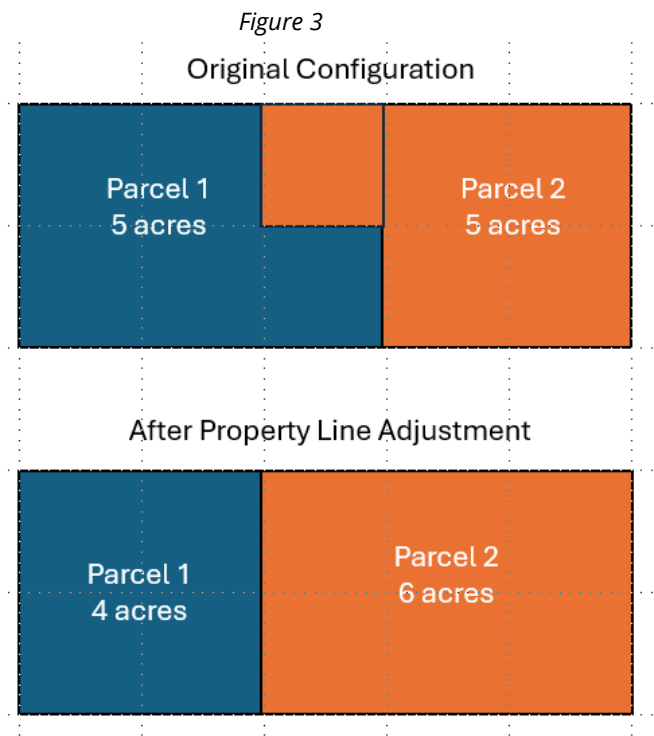 Figure 3
Original Configuration
Parcel 1
5 acres
Parcel 2
5 acres
After Property Line Adjustment
Parcel 1
4 acres
Parcel 2
6 acres